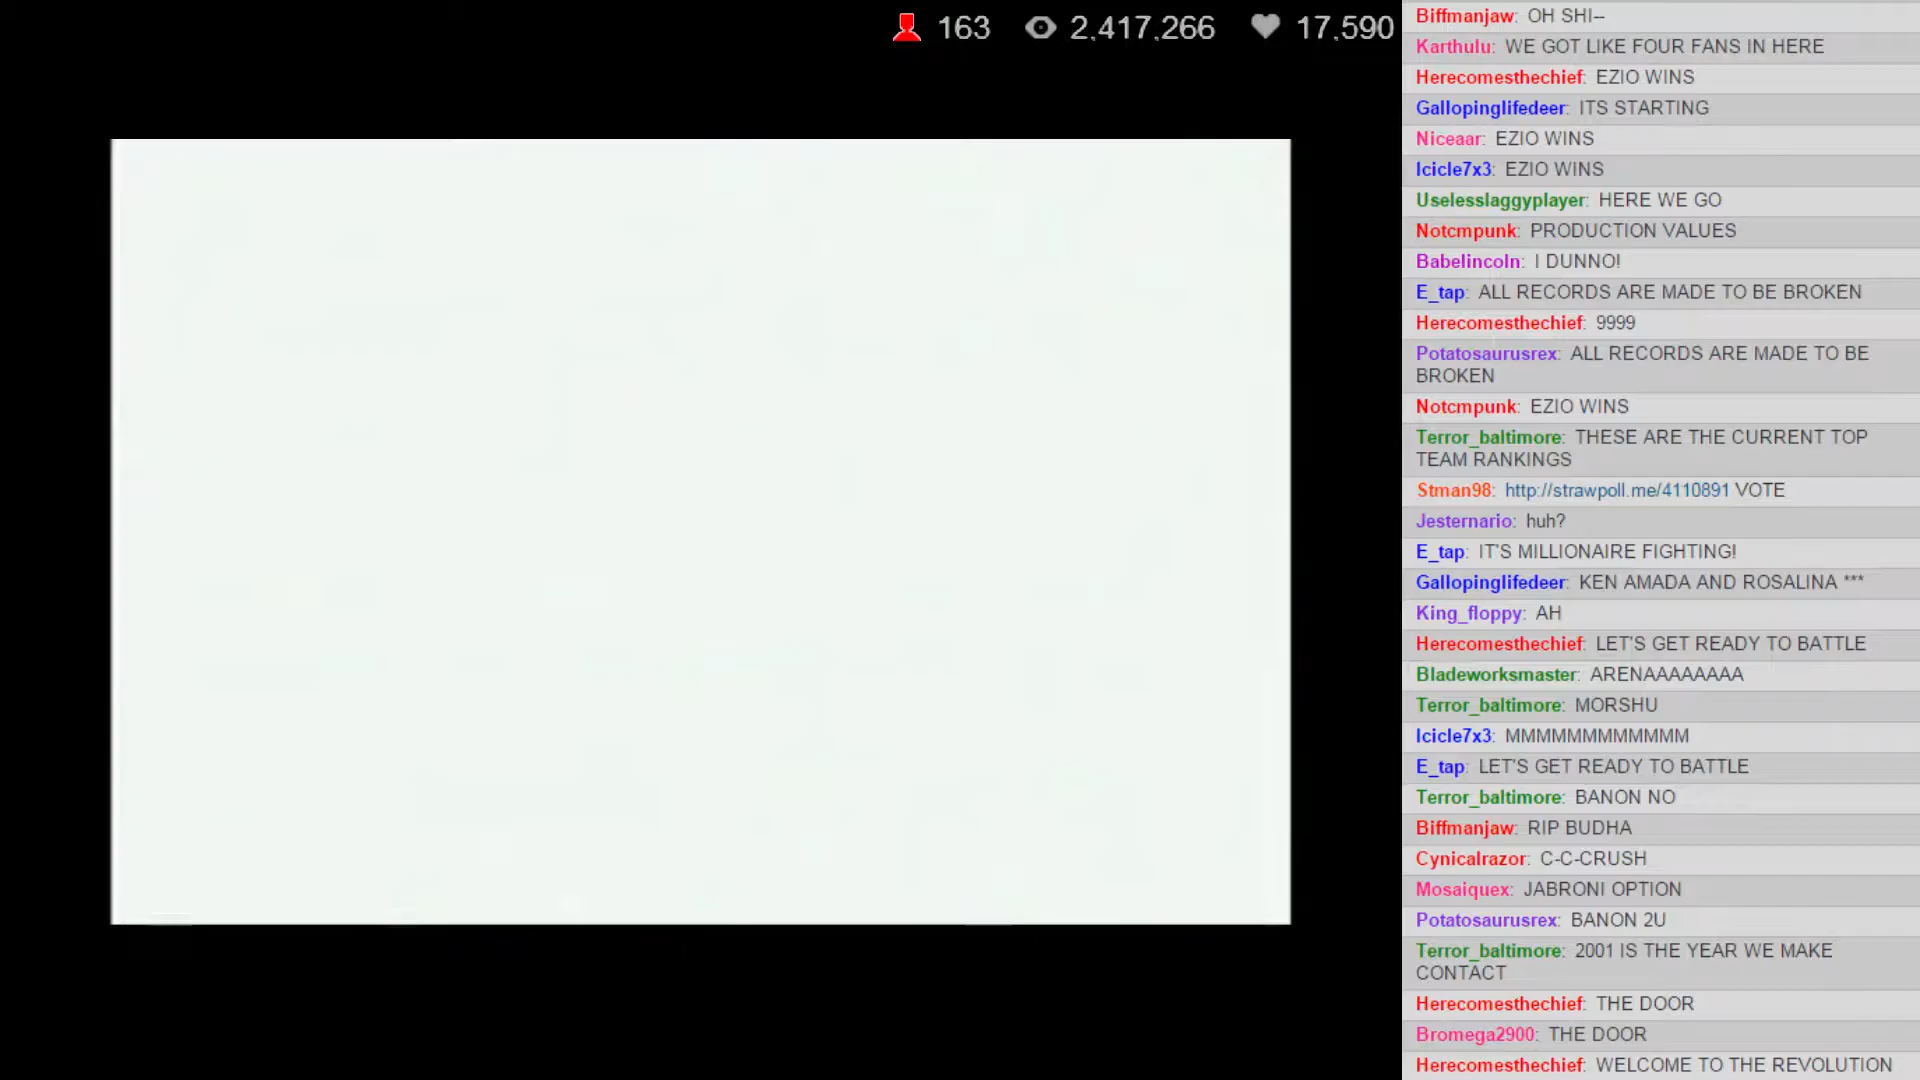 163 2,417,266 17,590
Biffmanjaw: OH SHI--
Karthulu: WE GOT LIKE FOUR FANS IN HERE
Herecomesthechief: EZIO WINS
Gallopinglifedeer: ITS STARTING
Niceaar: EZIO WINS
Icicle7x3: EZIO WINS
Uselesslaggyplayer: HERE WE GO
Notcmpunk: PRODUCTION VALUES
Babelincoln: I DUNNO!
E_tap: ALL RECORDS ARE MADE TO BE BROKEN
Herecomesthechief: 9999
Potatosaurusrex: ALL RECORDS ARE MADE TO BE
BROKEN
Notcmpunk: EZIO WINS
Terror_baltimore: THESE ARE THE CURRENT TOP
TEAM RANKINGS
Stman98: http://strawpoll.me/4110891 VOTE
Jesternario: huh?
E_tap: IT'S MILLIONAIRE FIGHTING!
Gallopinglifedeer: KEN AMADA AND ROSALINA ***
King_floppy: AH
Herecomesthechief: LET'S GET READY TO BATTLE
Bladeworksmaster: ARENAAAAAAAA
Terror_baltimore: MORSHU
Icicle7x3: MMMMMMMMMMMM
E_tap: LET'S GET READY TO BATTLE
Terror_baltimore: BANON NO
Biffmanjaw: RIP BUDHA
Cynicalrazor: C-C-CRUSH
Mosaiquex: JABRONI OPTION
Potatosaurusrex: BANON 2U
Terror_baltimore: 2001 IS THE YEAR WE MAKE
CONTACT
Herecomesthechief: THE DOOR
Bromega2900: THE DOOR
Herecomesthechief: WELCOME TO THE REVOLUTION